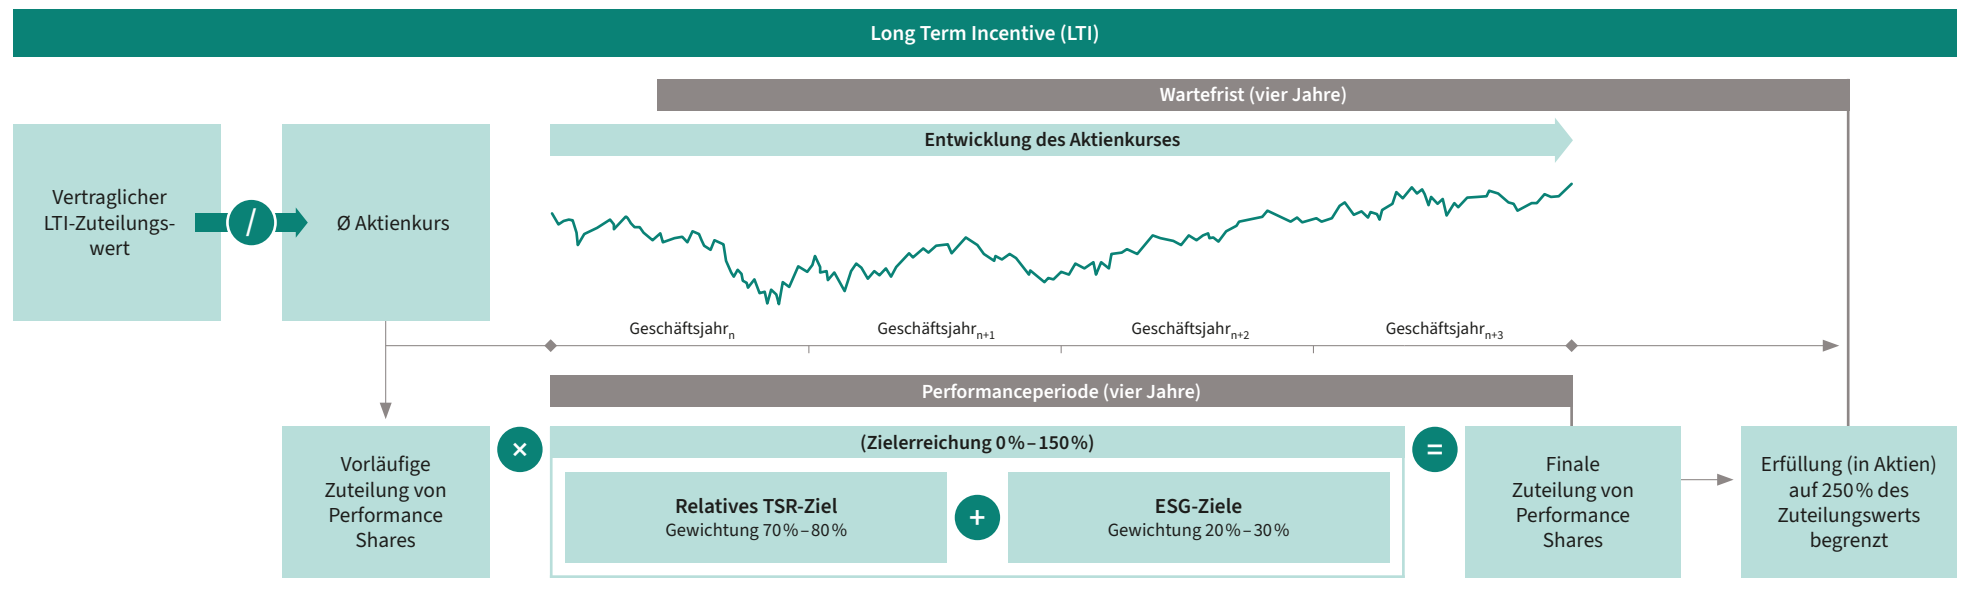 Long Term Incentive (LTI)
Wartefrist (vier Jahre)
Entwicklung des Aktienkurses
Vertraglicher
LTI-Zuteilungs-
wert
/
Ø Aktienkurs
Geschäftsjahrn
Geschäftsjahrn+1
Geschäftsjahrn+2
Geschäftsjahrn+3
Performanceperiode (vier Jahre)
Vorläufige
Zuteilung von
Performance
Shares
×
(Zielerreichung 0 % – 150 %)
Relatives TSR-Ziel
Gewichtung 70 % – 80 %
+
ESG-Ziele
Gewichtung 20 % – 30 %
=
Finale
Zuteilung von
Performance
Shares
Erfüllung (in Aktien)
auf 250 % des
Zuteilungswerts
begrenzt